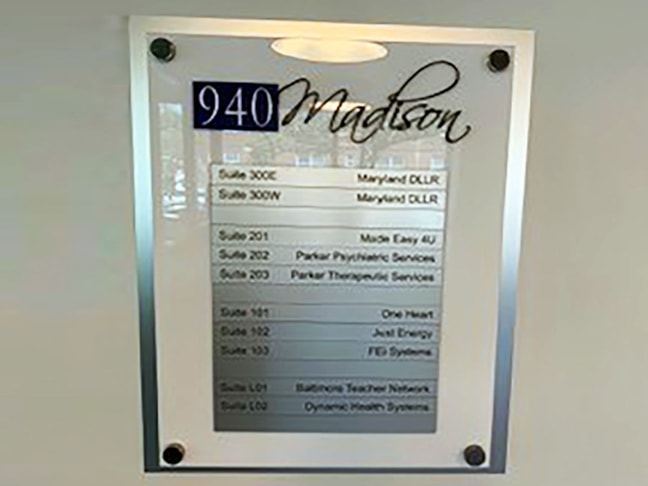 940 Madison
Suite 300E Maryland DLLR
Suite 300W Maryland DLLR
Suite 201 Made Easy 4U
Suite 202 Parker Psychiatric Services
Suite 203 Parker Therapeutic Services
Suite 101 One Heart
Suite 102 Just Energy
Suite 103 FEi Systems
Suite L01 Baltimore Teacher Network
Suite L02 Dynamic Health Systems